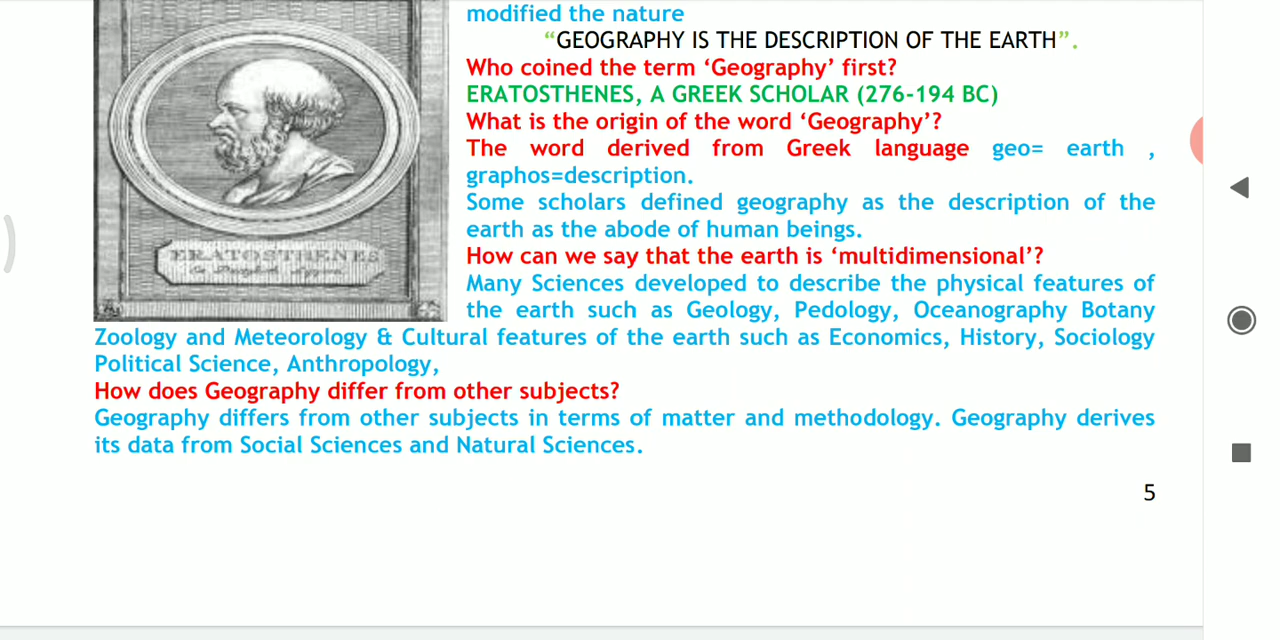 modified the nature
“GEOGRAPHY IS THE DESCRIPTION OF THE EARTH”.
Who coined the term ‘Geography’ first?
ERATOSTHENES, A GREEK SCHOLAR (276-194 BC)
What is the origin of the word ‘Geography’?
The word derived from Greek language geo= earth ,
graphos=description.
Some scholars defined geography as the description of the
earth as the abode of human beings.
ERATOSTHENES
How can we say that the earth is ‘multidimensional’?
Many Sciences developed to describe the physical features of
the earth such as Geology, Pedology, Oceanography Botany
Zoology and Meteorology & Cultural features of the earth such as Economics, History, Sociology
Political Science, Anthropology,
How does Geography differ from other subjects?
Geography differs from other subjects in terms of matter and methodology. Geography derives
its data from Social Sciences and Natural Sciences.
5